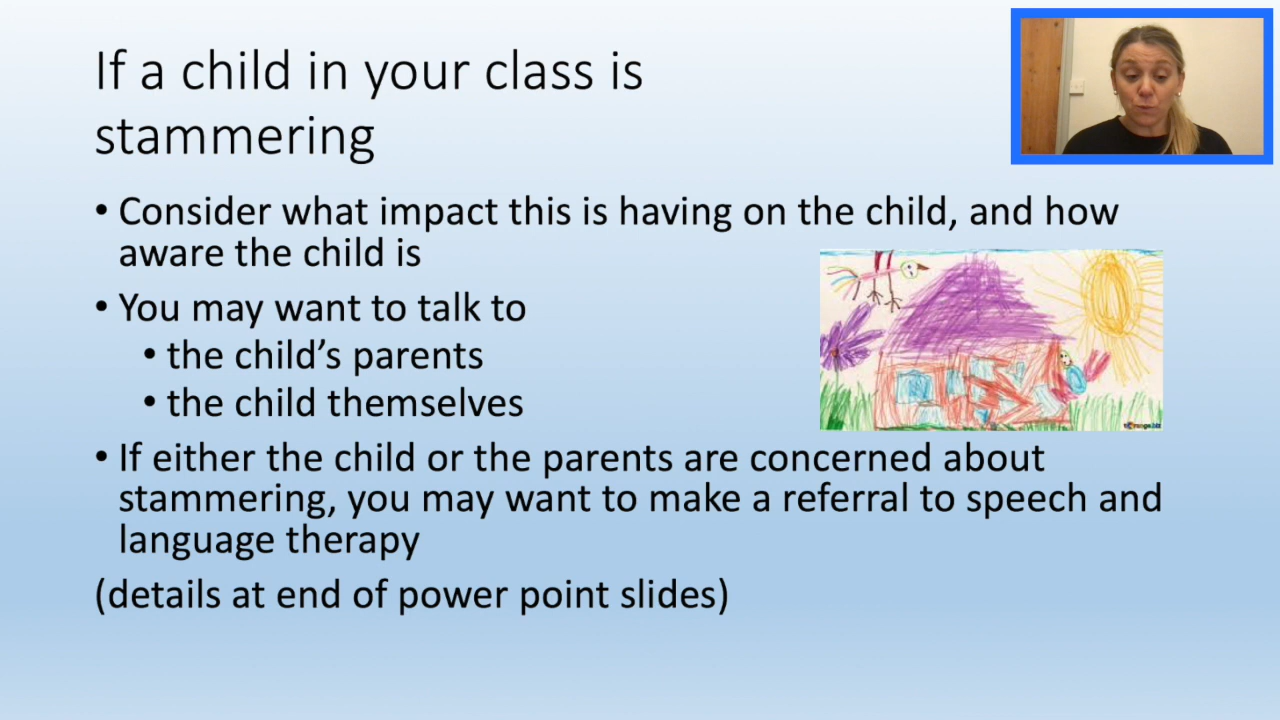 If a child in your class is
stammering
• Consider what impact this is having on the child, and how
aware the child is
• You may want to talk to
• the child’s parents
• the child themselves
• If either the child or the parents are concerned about
stammering, you may want to make a referral to speech and
language therapy
(details at end of power point slides)